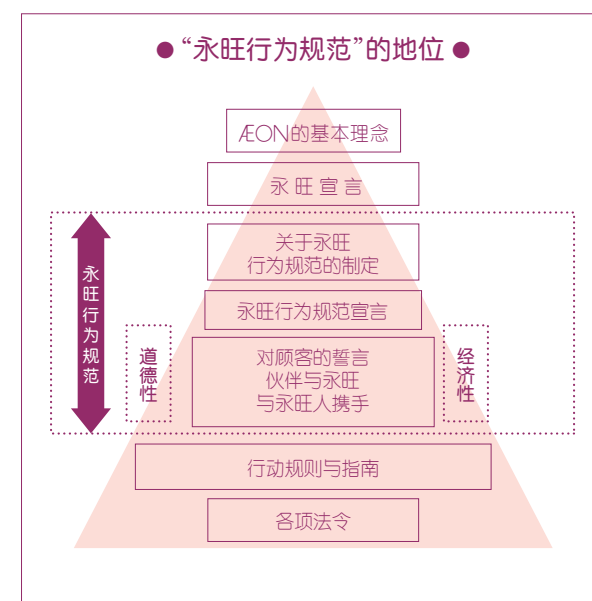 ● “永旺行为规范”的地位 ●
ÆON的基本理念
永旺宣言
永旺行为规范
关于永旺
行为规范的制定
永旺行为规范宣言
道德性
对顾客的誓言
伙伴与永旺
与永旺人携手
经济性
行动规则与指南
各项法令